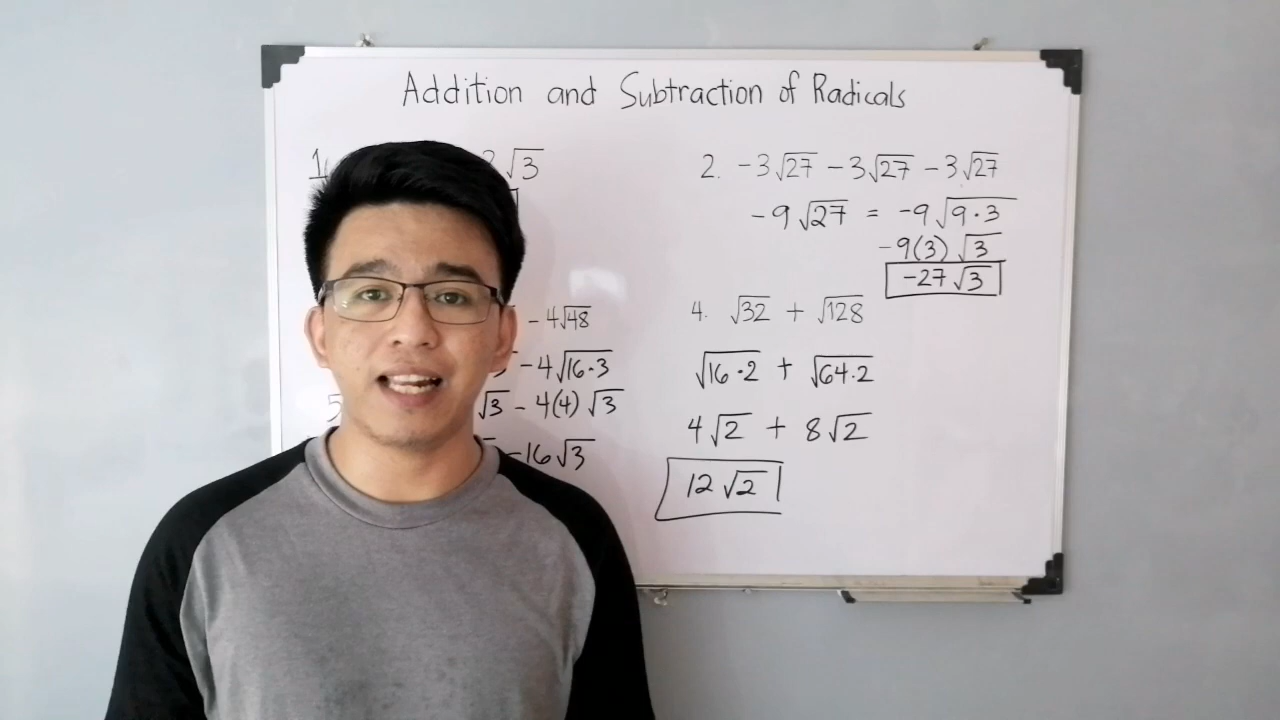 Addition and Subtraction of Radicals
1. 2√3
2. -3√27 - 3√27 - 3√27
-9√27 = -9√9·3
-9(3) √3
-27√3
- 4√48
-4√16·3
5 √3 - 4(4) √3
-16√3
4. √32 + √128
√16·2 + √64·2
4√2 + 8√2
12√2